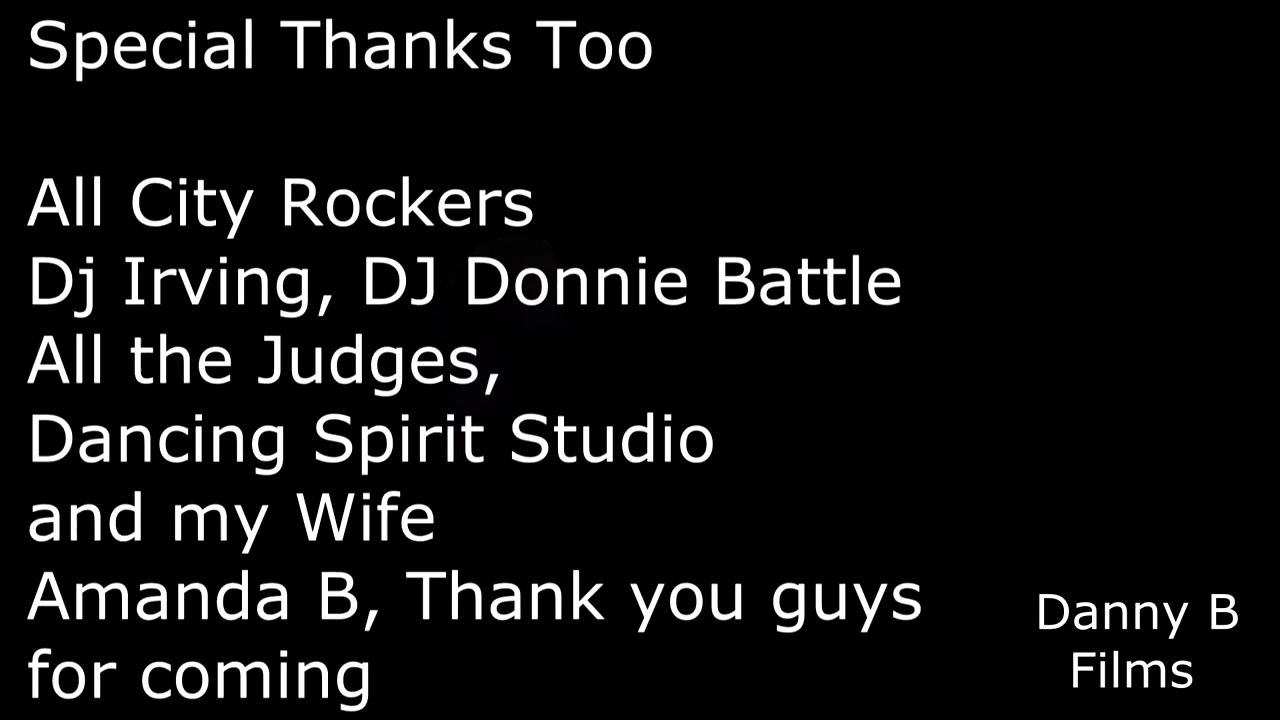 Special Thanks Too
All City Rockers
Dj Irving, DJ Donnie Battle
All the Judges,
Dancing Spirit Studio
and my Wife
Amanda B, Thank you guys
for coming
Danny B
Films